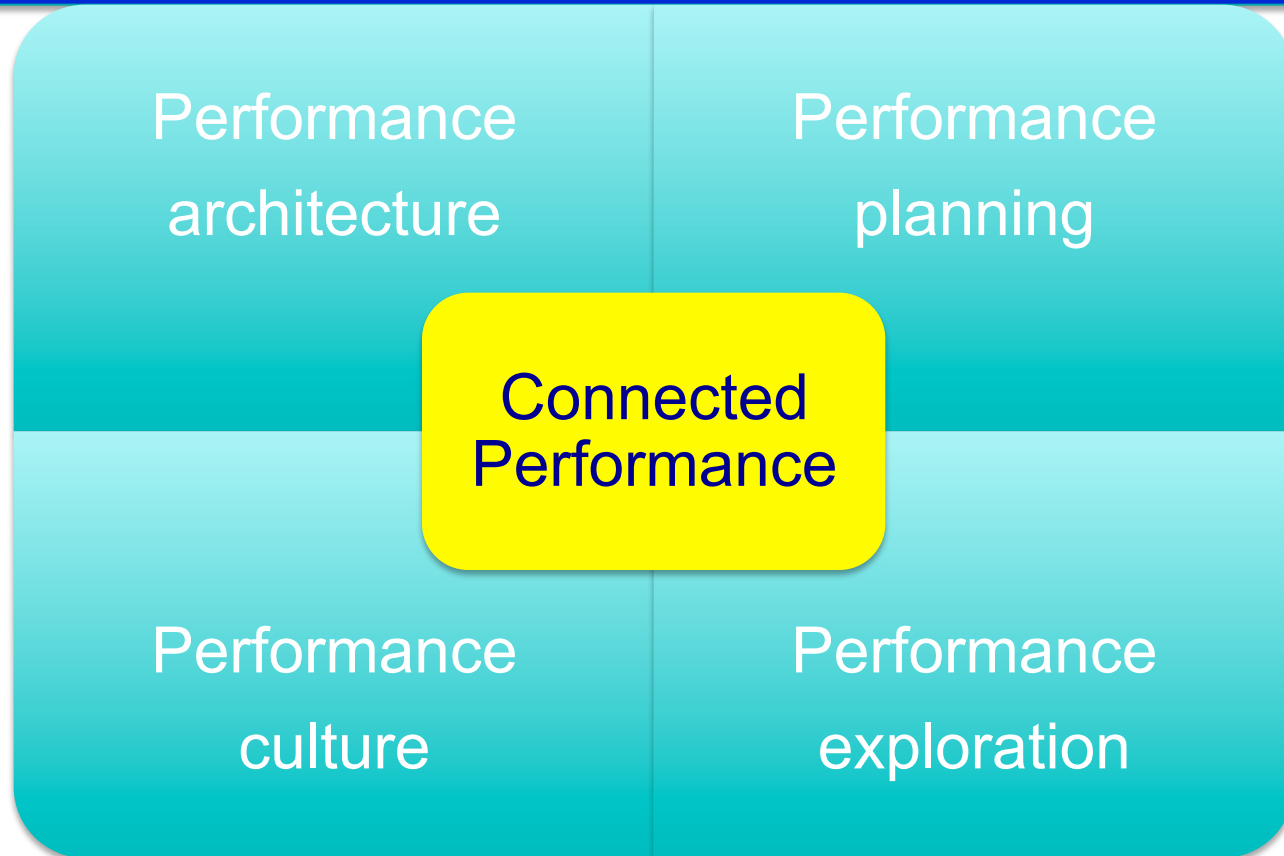 Performance
architecture
Performance
planning
Connected
Performance
Performance
culture
Performance
exploration